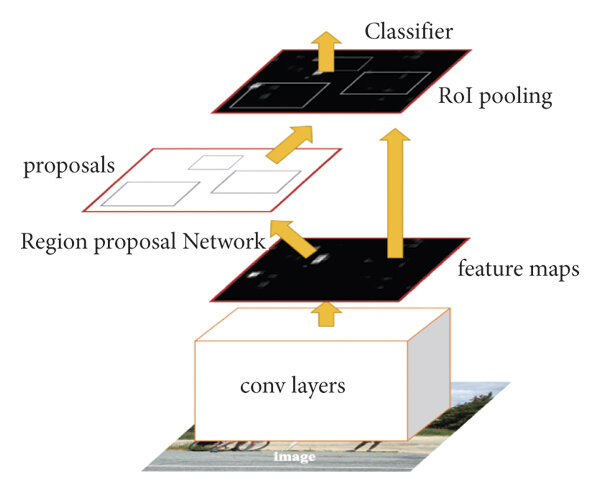 Classifier
RoI pooling
proposals
Region proposal Network
feature maps
conv layers
image